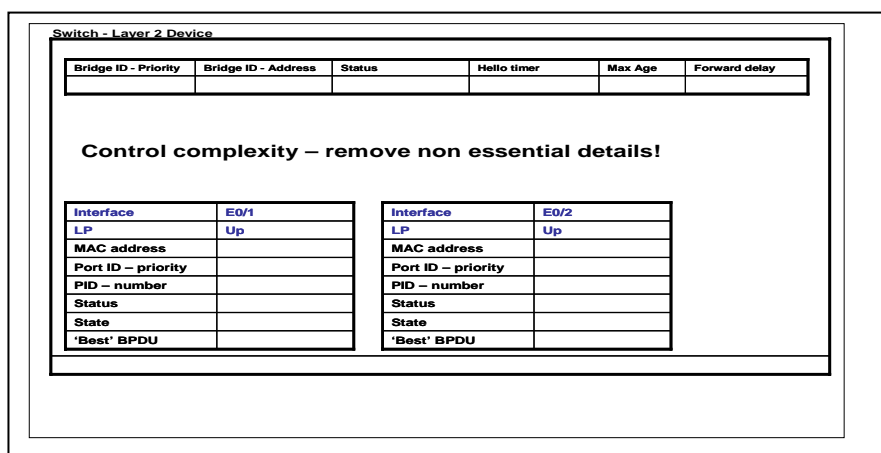 Switch - Layer 2 Device
Bridge ID - Priority Bridge ID - Address Status Hello timer Max Age Forward delay
Control complexity – remove non essential details!
Interface E0/1 Interface E0/2
LP Up LP Up
MAC address MAC address
Port ID – priority Port ID – priority
PID – number PID – number
Status Status
State State
‘Best’ BPDU ‘Best’ BPDU